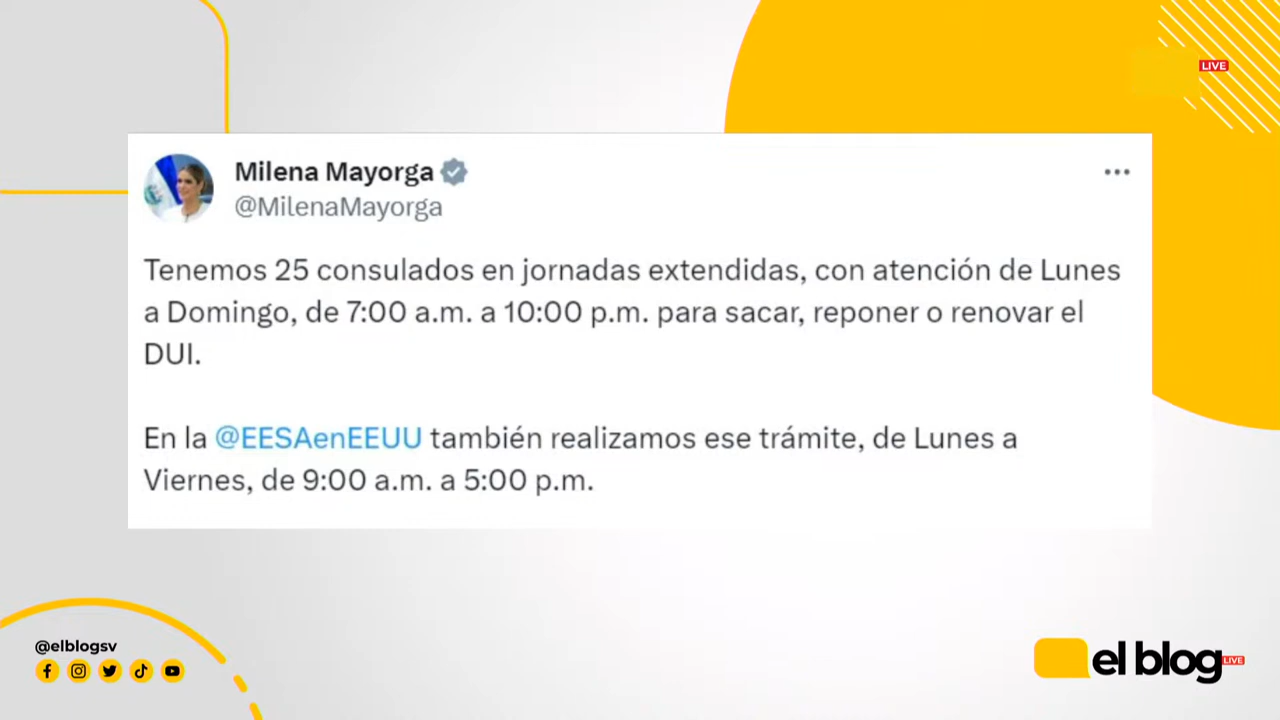 LIVE
Milena Mayorga
@MilenaMayorga
Tenemos 25 consulados en jornadas extendidas, con atención de Lunes
a Domingo, de 7:00 a.m. a 10:00 p.m. para sacar, reponer o renovar el
DUI.
En la @EESAenEEUU también realizamos ese trámite, de Lunes a
Viernes, de 9:00 a.m. a 5:00 p.m.
@elblogsv
el blog LIVE